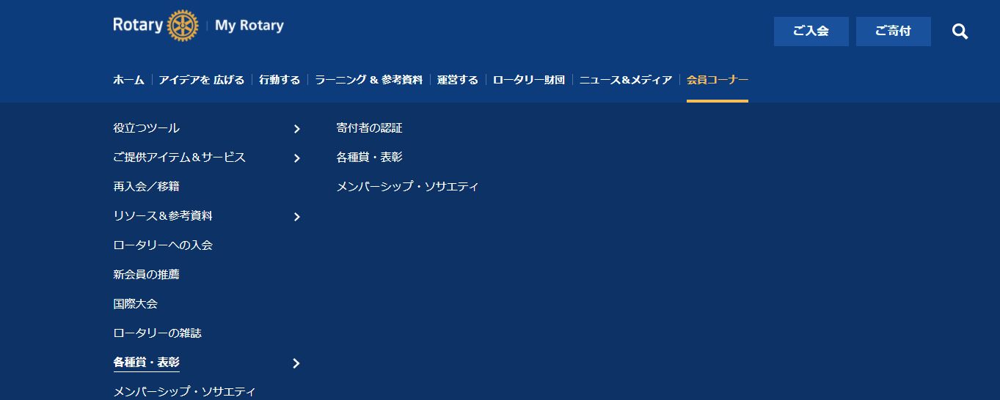 Rotary | My Rotary
ご入会
ご寄付
ホーム | アイデアを 広げる | 行動する | ラーニング & 参考資料 | 運営する | ロータリー財団 | ニュース&メディア | 会員コーナー
役立つツール
ご提供アイテム&サービス
再入会／移籍
リソース&参考資料
ロータリーへの入会
新会員の推薦
国際大会
ロータリーの雑誌
各種賞・表彰
メンバーシップ・ソサエティ
寄付者の認証
各種賞・表彰
メンバーシップ・ソサエティ